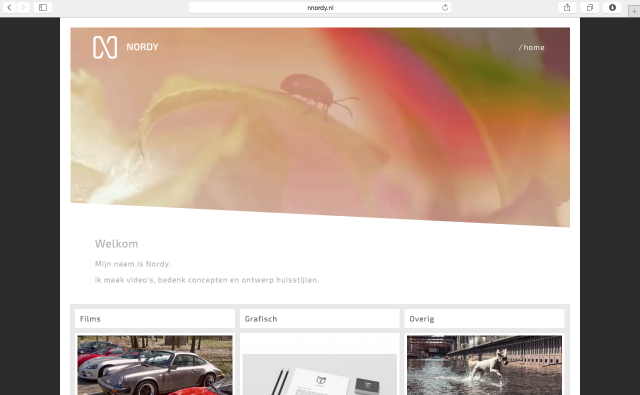 nnordy.nl
NORDY
/ home
Welkom
Mijn naam is Nordy.
Ik maak video's, bedenk concepten en ontwerp huisstijlen.
Films
Grafisch
Overig